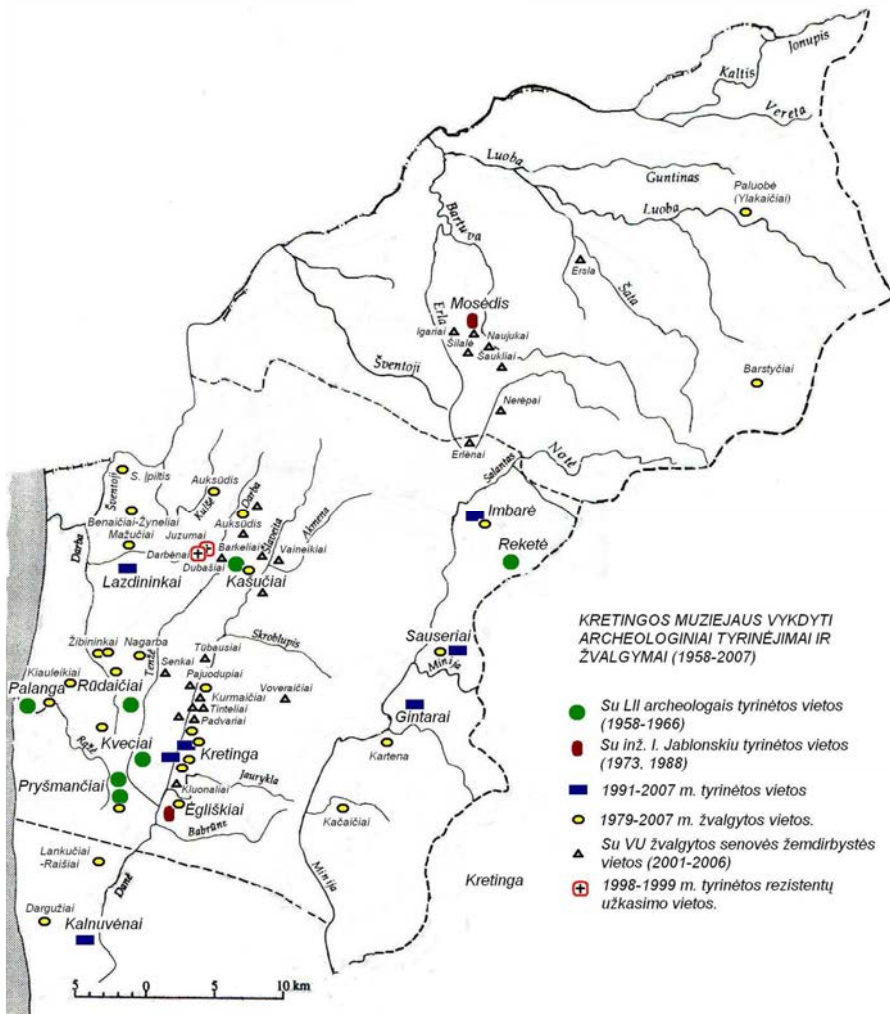 Jonupis
Kaltis
Vereta
Luoba
Guntinas
Paluobė
(Ylakaičiai)
Luoba
Bartuva
Ersla
Šata
Mosėdis
Erla
Igariai
Naujukai
Šilalė
Šaukliai
Šventoji
Barstyčiai
Nerėpai
Erlėnai
Notė
Salantas
S. Įpiltis
Auksūdis
Šventoji
Kulšė
Darba
Imbarė
Benaičiai-Žyneliai
Auksūdis
Šlaveita
Akmena
Mažučiai
Juzumai
Reketė
Darba
Darbėnai
Barkeliai
Vaineikiai
Dubašiai
Lazdininkai
Kašučiai
KRETINGOS MUZIEJAUS VYKDYTI
ARCHEOLOGINIAI TYRINĖJIMAI IR
ŽVALGYMAI (1958-2007)
Skroblupis
Sauseriai
Žibininkai
Nagarba
Tenžė
Tūbausiai
Minija
Kiauleikiai
Senkai
Pajuodupiai
Palanga
Rūdaičiai
Kurmaičiai
Voveraičiai
Gintarai
Su LII archeologais tyrinėtos vietos
(1958-1966)
Tinteliai
Padvariai
Ražė
Kveciai
Kretinga
Kartena
Su inž. I. Jablonskiu tyrinėtos vietos
(1973, 1988)
Pryšmančiai
Jaurykla
Kluonaliai
1991-2007 m. tyrinėtos vietos
Ėgliškiai
Kačaičiai
1979-2007 m. žvalgytos vietos.
Babrūnė
Lankučiai
-Raišiai
Su VU žvalgytos senovės žemdirbystės
vietos (2001-2006)
Danė
Minija
Kretinga
1998-1999 m. tyrinėtos rezistentų
užkasimo vietos.
Dargužiai
Kalnuvėnai
5 0 5 10 km